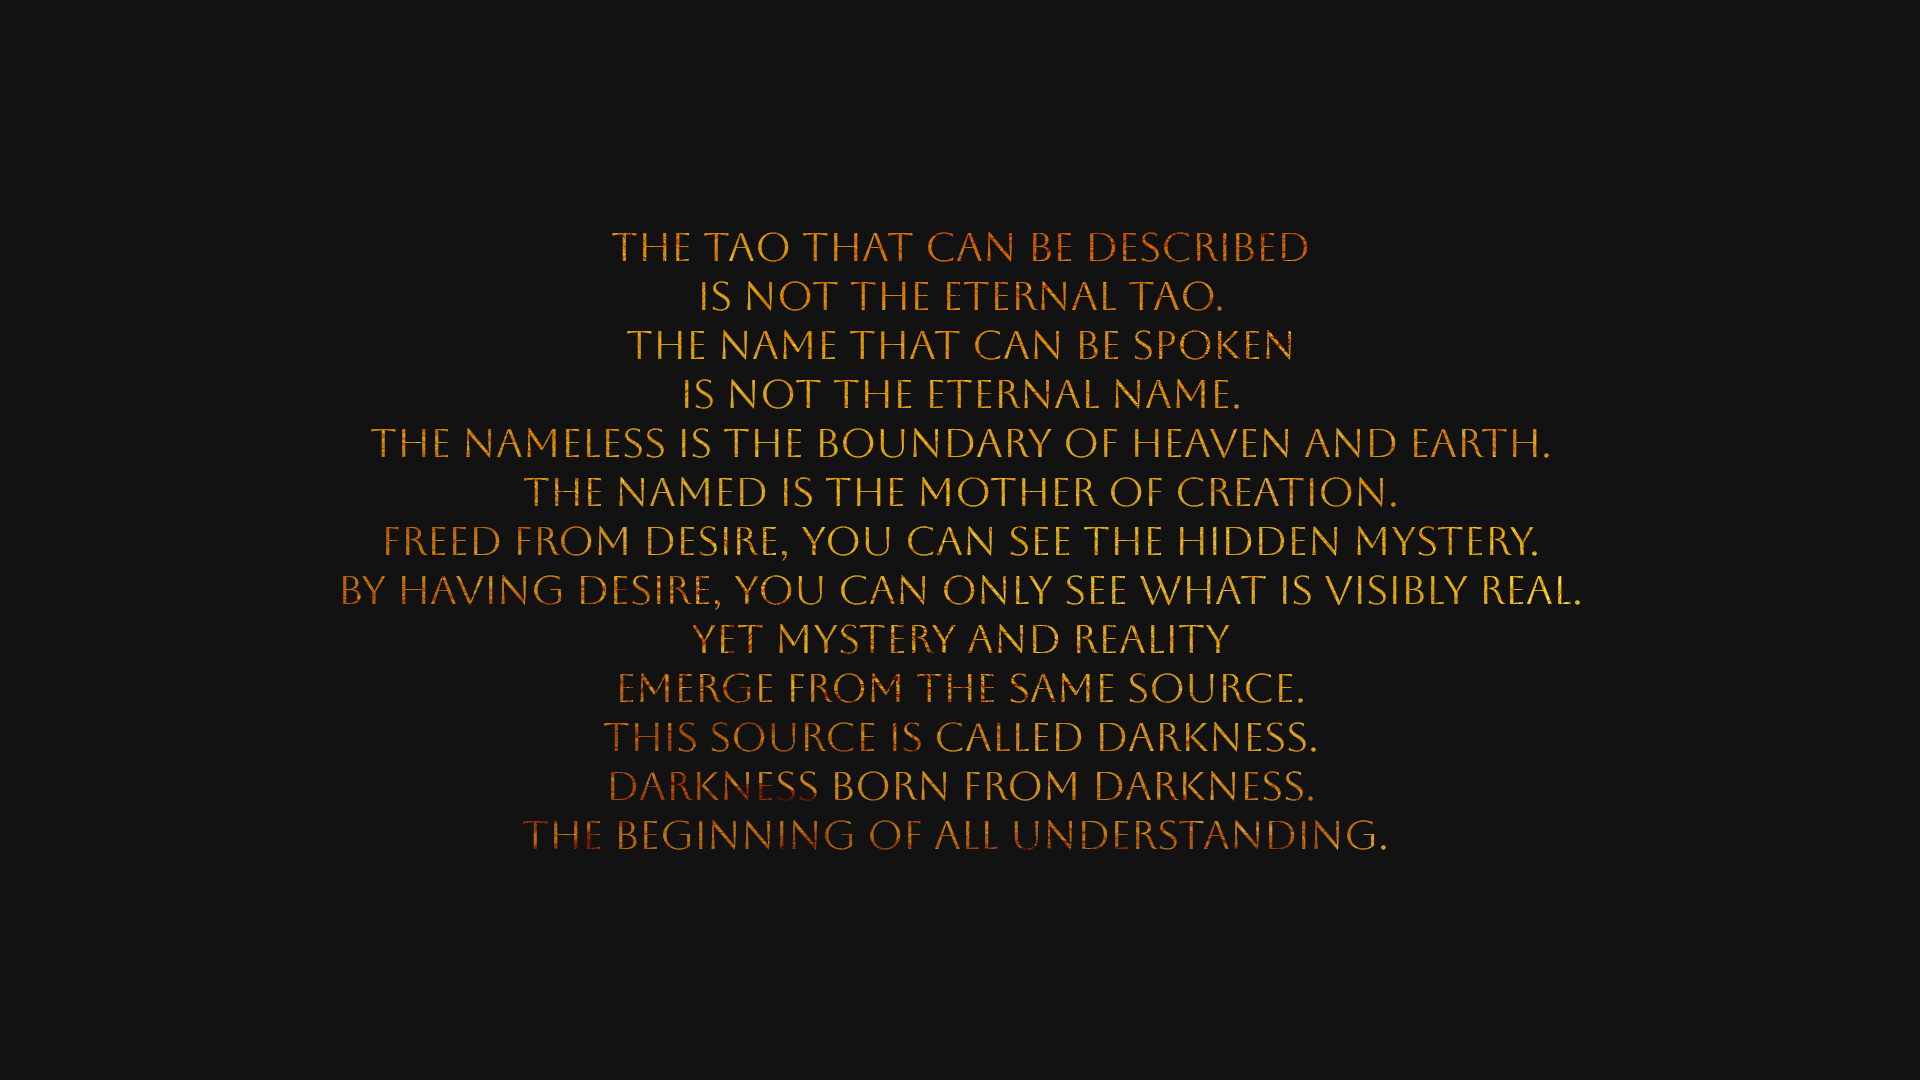 THE TAO THAT CAN BE DESCRIBED
IS NOT THE ETERNAL TAO.
THE NAME THAT CAN BE SPOKEN
IS NOT THE ETERNAL NAME.
THE NAMELESS IS THE BOUNDARY OF HEAVEN AND EARTH.
THE NAMED IS THE MOTHER OF CREATION.
FREED FROM DESIRE, YOU CAN SEE THE HIDDEN MYSTERY.
BY HAVING DESIRE, YOU CAN ONLY SEE WHAT IS VISIBLY REAL.
YET MYSTERY AND REALITY
EMERGE FROM THE SAME SOURCE.
THIS SOURCE IS CALLED DARKNESS.
DARKNESS BORN FROM DARKNESS.
THE BEGINNING OF ALL UNDERSTANDING.